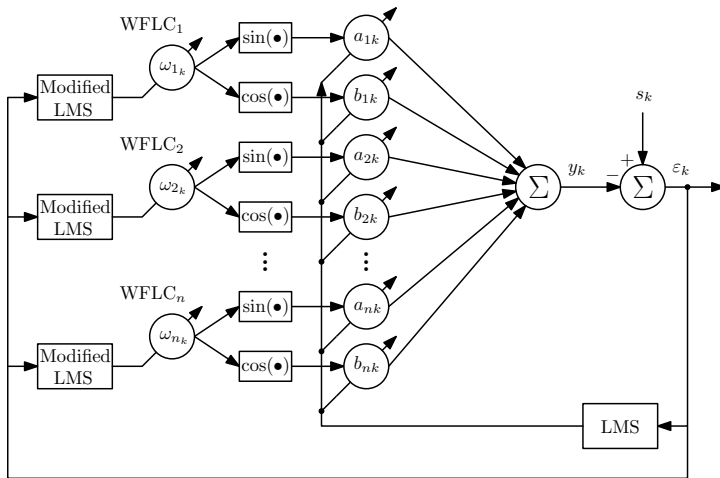 WFLC₁
sin(•)
a₁ₖ
ω₁ₖ
Modified
LMS
cos(•)
b₁ₖ
sₖ
WFLC₂
sin(•)
a₂ₖ
ω₂ₖ
Modified
LMS
cos(•)
b₂ₖ
Σ
yₖ
−
+
Σ
εₖ
⋮
⋮
WFLCₙ
sin(•)
aₙₖ
ωₙₖ
Modified
LMS
cos(•)
bₙₖ
LMS